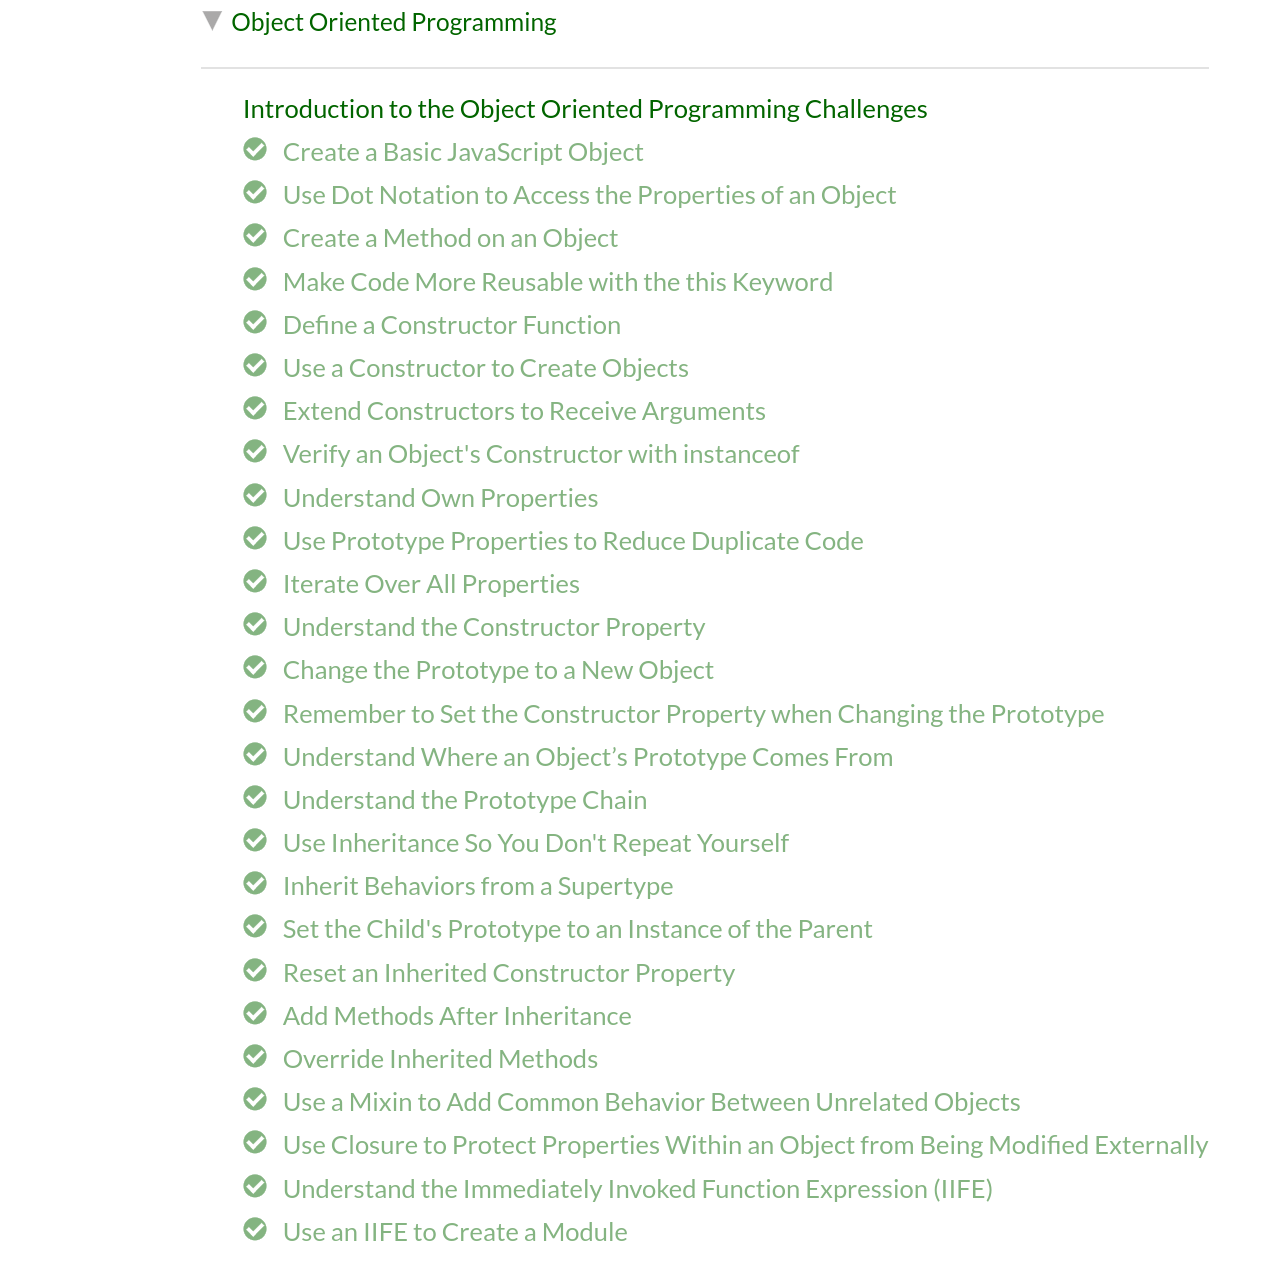 Object Oriented Programming
Introduction to the Object Oriented Programming Challenges
Create a Basic JavaScript Object
Use Dot Notation to Access the Properties of an Object
Create a Method on an Object
Make Code More Reusable with the this Keyword
Define a Constructor Function
Use a Constructor to Create Objects
Extend Constructors to Receive Arguments
Verify an Object's Constructor with instanceof
Understand Own Properties
Use Prototype Properties to Reduce Duplicate Code
Iterate Over All Properties
Understand the Constructor Property
Change the Prototype to a New Object
Remember to Set the Constructor Property when Changing the Prototype
Understand Where an Object’s Prototype Comes From
Understand the Prototype Chain
Use Inheritance So You Don't Repeat Yourself
Inherit Behaviors from a Supertype
Set the Child's Prototype to an Instance of the Parent
Reset an Inherited Constructor Property
Add Methods After Inheritance
Override Inherited Methods
Use a Mixin to Add Common Behavior Between Unrelated Objects
Use Closure to Protect Properties Within an Object from Being Modified Externally
Understand the Immediately Invoked Function Expression (IIFE)
Use an IIFE to Create a Module